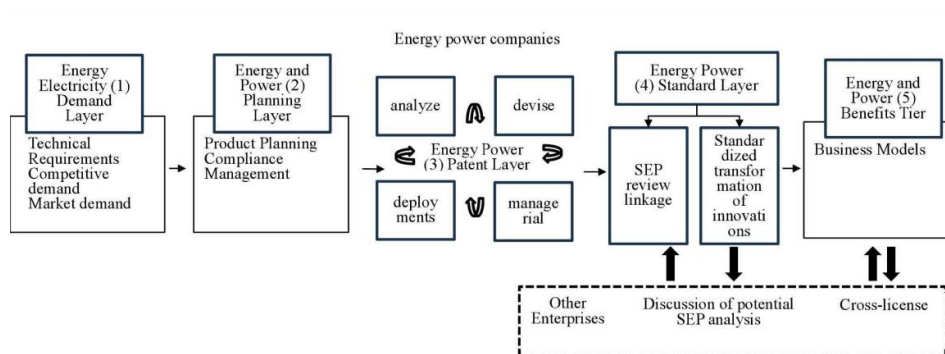 Energy power companies
Energy
Electricity (1)
Demand
Layer
Technical
Requirements
Competitive
demand
Market demand
Energy and
Power (2)
Planning
Layer
Product Planning
Compliance
Management
analyze
devise
Energy Power
(3) Patent Layer
deploy
ments
manage
rial
Energy Power
(4) Standard Layer
SEP
review
linkage
Standar
dized
transfor
mation
of
innovati
ons
Energy and
Power (5)
Benefits Tier
Business Models
Other
Enterprises
Discussion of potential
SEP analysis
Cross-license